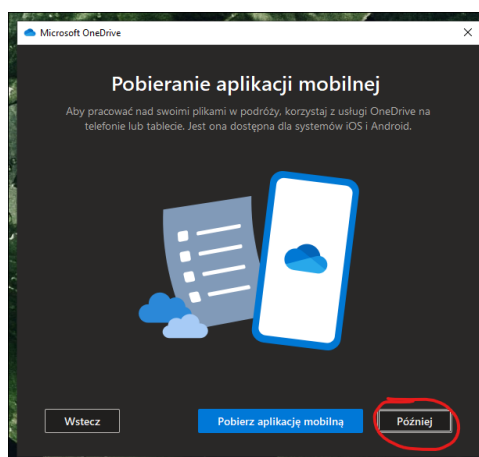 Microsoft OneDrive
Pobieranie aplikacji mobilnej
Aby pracować nad swoimi plikami w podróży, korzystaj z usługi OneDrive na
telefonie lub tablecie. Jest ona dostępna dla systemów iOS i Android.
Wstecz
Pobierz aplikację mobilną
Później